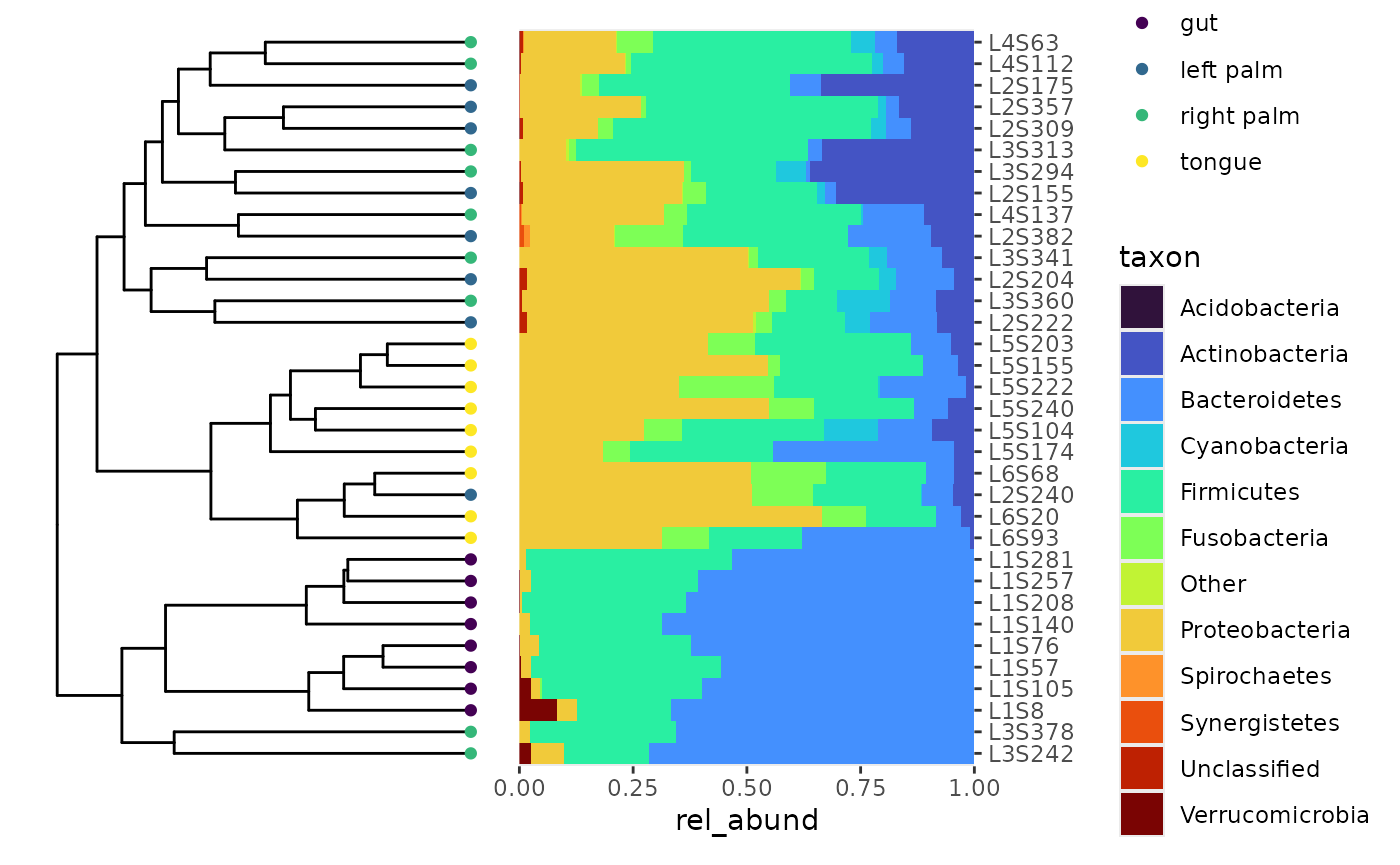 gut
left palm
right palm
tongue
taxon
Acidobacteria
Actinobacteria
Bacteroidetes
Cyanobacteria
Firmicutes
Fusobacteria
Other
Proteobacteria
Spirochaetes
Synergistetes
Unclassified
Verrucomicrobia
L4S63
L4S112
L2S175
L2S357
L2S309
L3S313
L3S294
L2S155
L4S137
L2S382
L3S341
L2S204
L3S360
L2S222
L5S203
L5S155
L5S222
L5S240
L5S104
L5S174
L6S68
L2S240
L6S20
L6S93
L1S281
L1S257
L1S208
L1S140
L1S76
L1S57
L1S105
L1S8
L3S378
L3S242
0.00 0.25 0.50 0.75 1.00
rel_abund